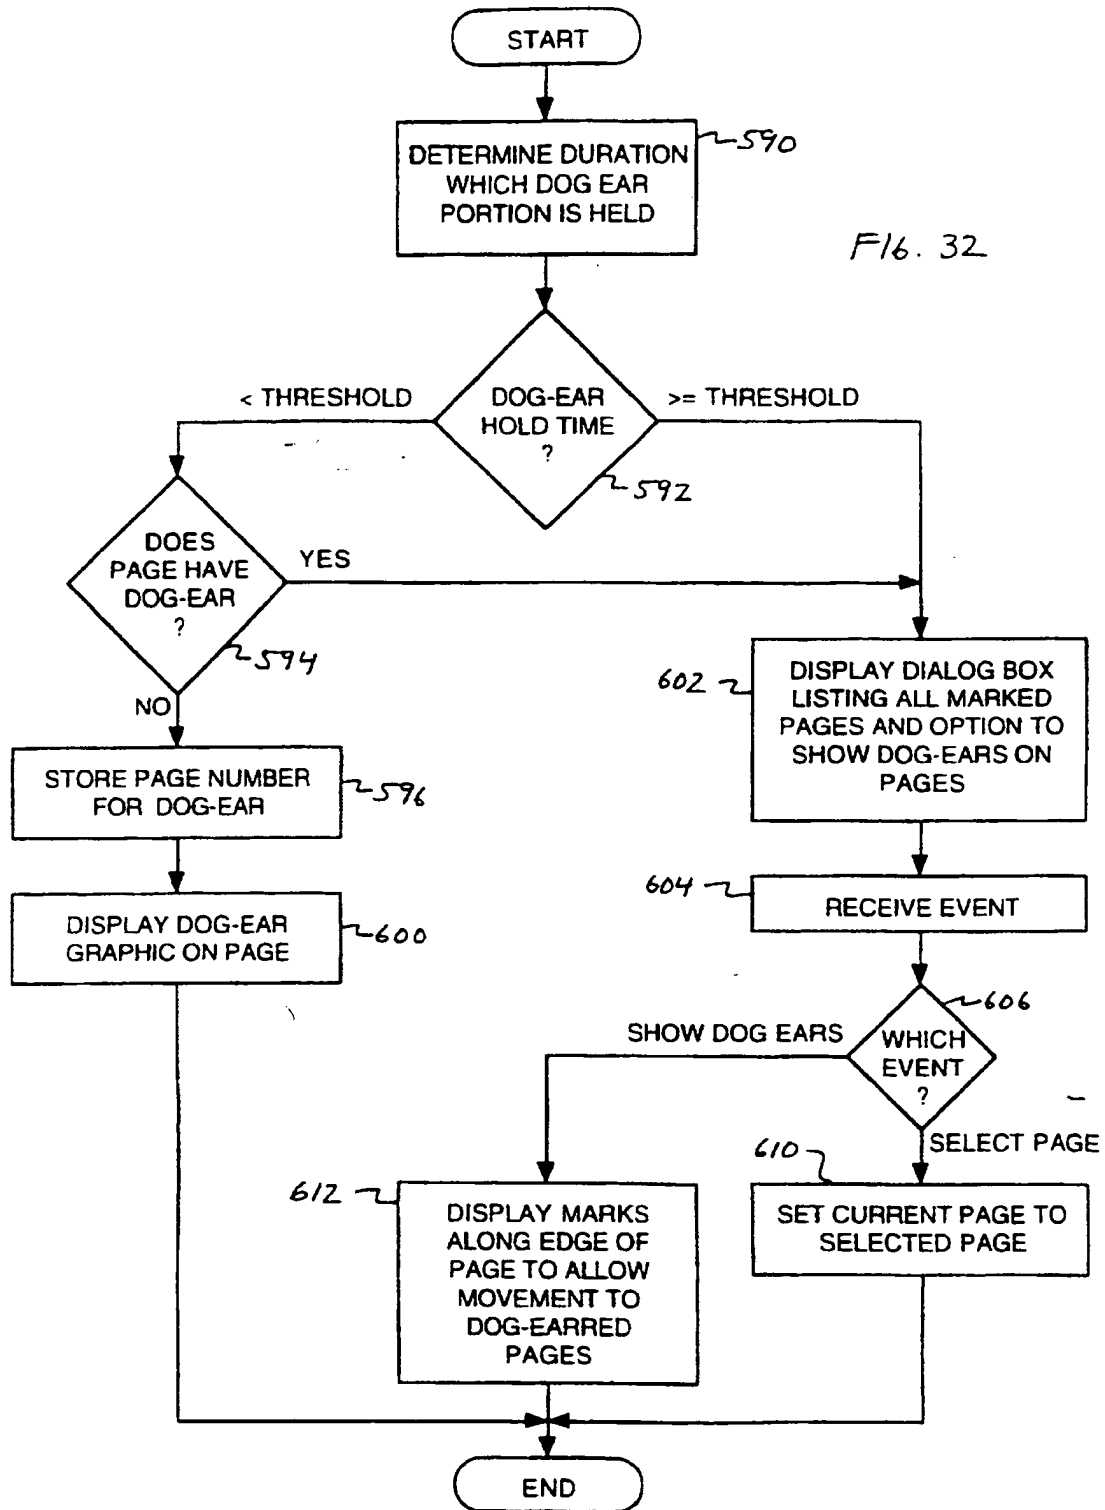 START
DETERMINE DURATION
WHICH DOG EAR
PORTION IS HELD
590
FIG. 32
< THRESHOLD
DOG-EAR
HOLD TIME
?
>= THRESHOLD
592
DOES
PAGE HAVE
DOG-EAR
?
YES
594
NO
602
DISPLAY DIALOG BOX
LISTING ALL MARKED
PAGES AND OPTION TO
SHOW DOG-EARS ON
PAGES
STORE PAGE NUMBER
FOR DOG-EAR
596
604
RECEIVE EVENT
DISPLAY DOG-EAR
GRAPHIC ON PAGE
600
606
SHOW DOG EARS
WHICH
EVENT
?
SELECT PAGE
610
612
DISPLAY MARKS
ALONG EDGE OF
PAGE TO ALLOW
MOVEMENT TO
DOG-EARRED
PAGES
SET CURRENT PAGE TO
SELECTED PAGE
END